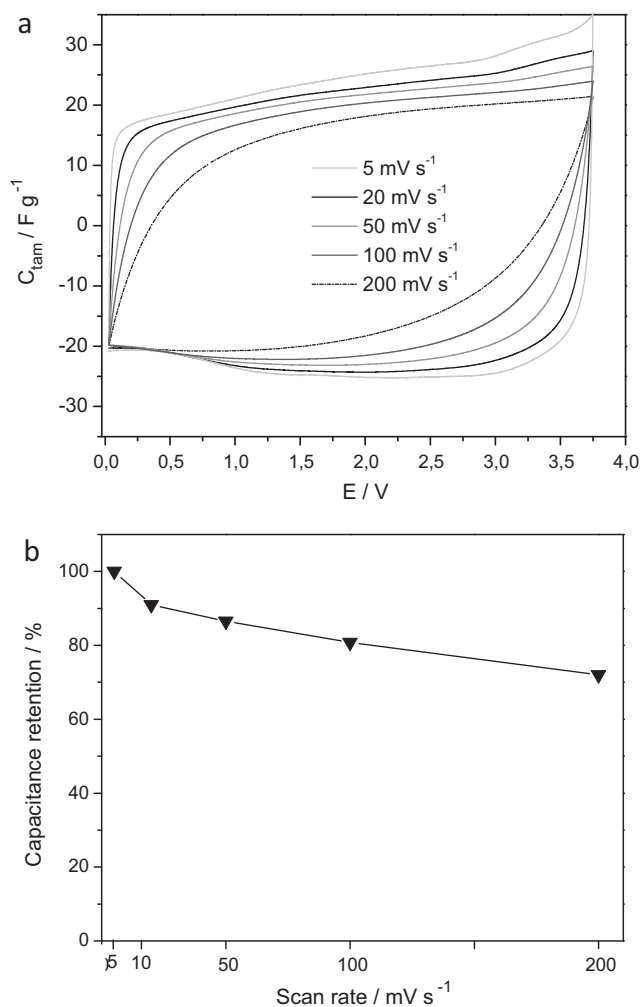 a
30
20
10
0
-10
-20
-30
C_tam / F g⁻¹
5 mV s⁻¹
20 mV s⁻¹
50 mV s⁻¹
100 mV s⁻¹
200 mV s⁻¹
0,0 0,5 1,0 1,5 2,0 2,5 3,0 3,5 4,0
E / V
b
100
80
60
40
20
0
Capacitance retention / %
5 10 50 100 200
Scan rate / mV s⁻¹